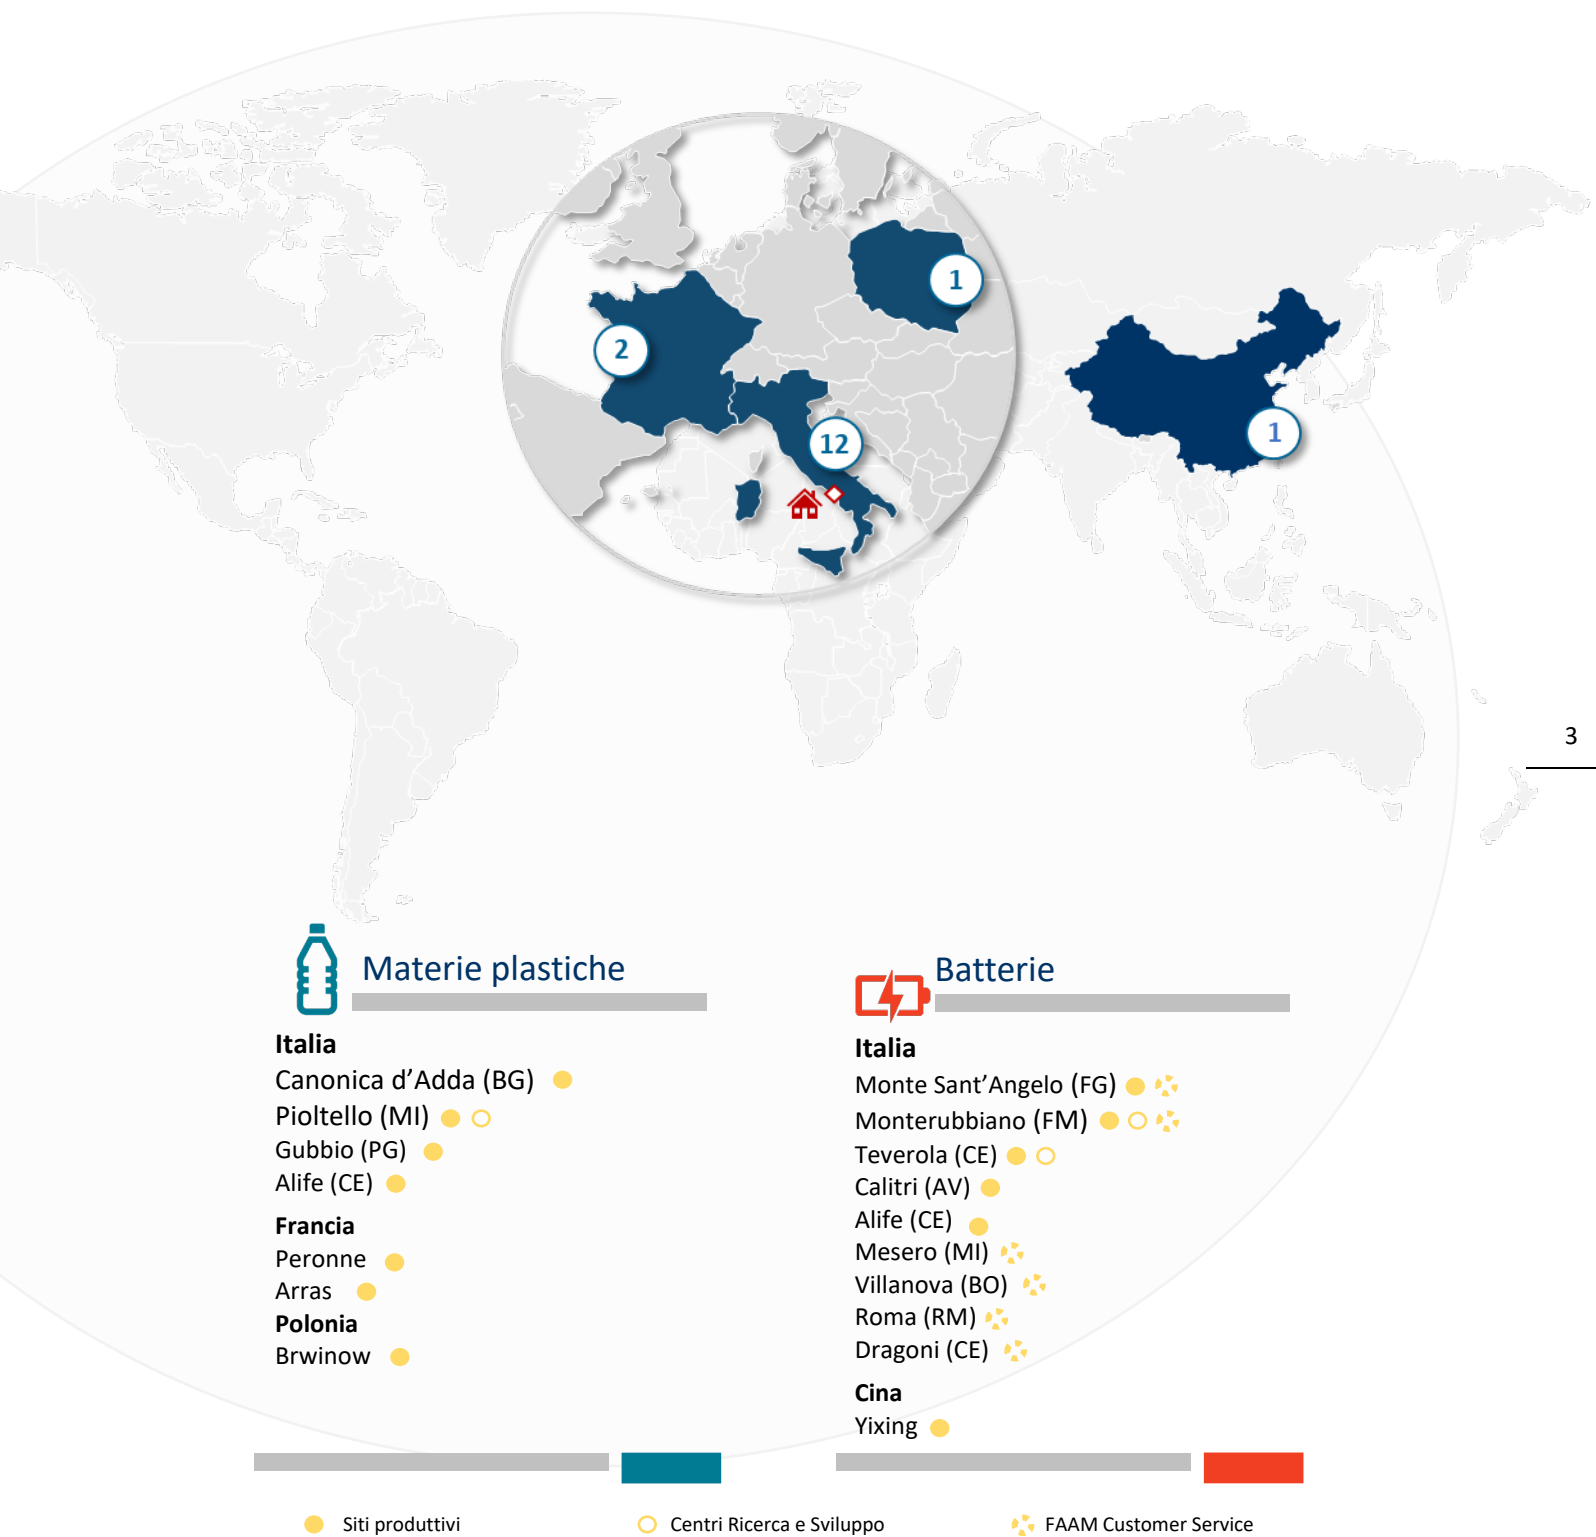 1
2
12
1
3
Materie plastiche
Italia
Canonica d’Adda (BG)
Pioltello (MI)
Gubbio (PG)
Alife (CE)
Francia
Peronne
Arras
Polonia
Brwinow
Batterie
Italia
Monte Sant’Angelo (FG)
Monterubbiano (FM)
Teverola (CE)
Calitri (AV)
Alife (CE)
Mesero (MI)
Villanova (BO)
Roma (RM)
Dragoni (CE)
Cina
Yixing
Siti produttivi
Centri Ricerca e Sviluppo
FAAM Customer Service